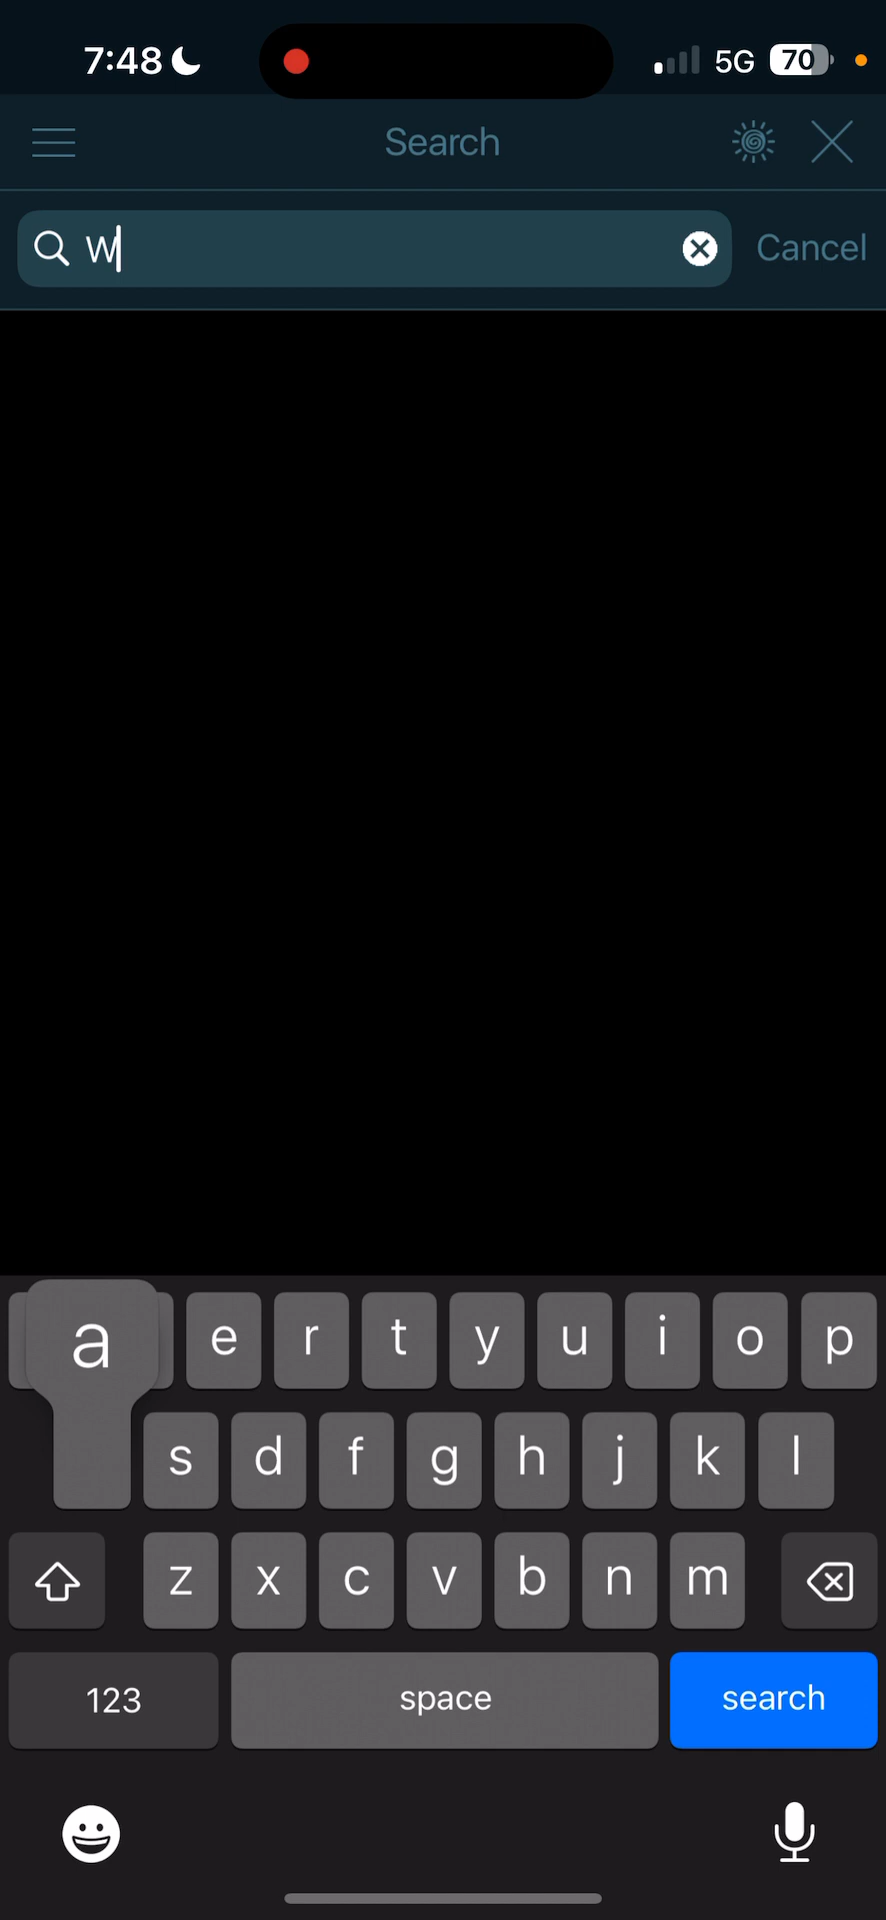 7:48 5G 70
Search
W Cancel
a e r t y u i o p
s d f g h j k l
z x c v b n m
123 space search